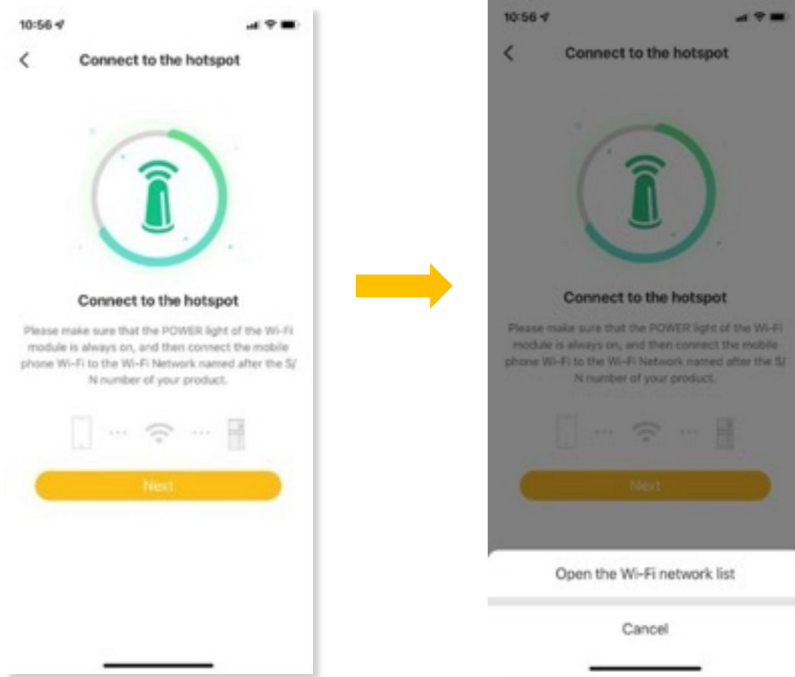 10:56
Connect to the hotspot
Connect to the hotspot
Please make sure that the POWER light of the Wi-Fi
module is always on, and then connect the mobile
phone Wi-Fi to the Wi-Fi Network named after the S/
N number of your product.
Next
10:56
Connect to the hotspot
Connect to the hotspot
Please make sure that the POWER light of the Wi-Fi
module is always on, and then connect the mobile
phone Wi-Fi to the Wi-Fi Network named after the S/
N number of your product.
Next
Open the Wi-Fi network list
Cancel